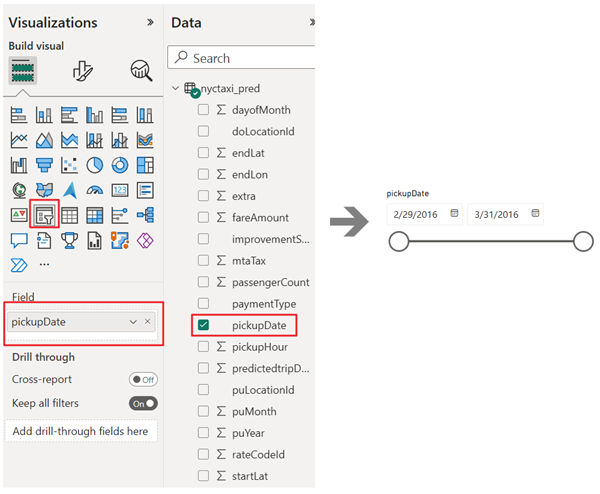 Visualizations
Build visual
123
Field
pickupDate
Drill through
Cross-report
Off
Keep all filters
On
Add drill-through fields here
Data
Search
nyctaxi_pred
dayofMonth
doLocationId
endLat
endLon
extra
fareAmount
improvementS...
mtaTax
passengerCount
paymentType
pickupDate
pickupHour
predictedtripD...
puLocationId
puMonth
puYear
rateCodeId
startLat
pickupDate
2/29/2016 3/31/2016